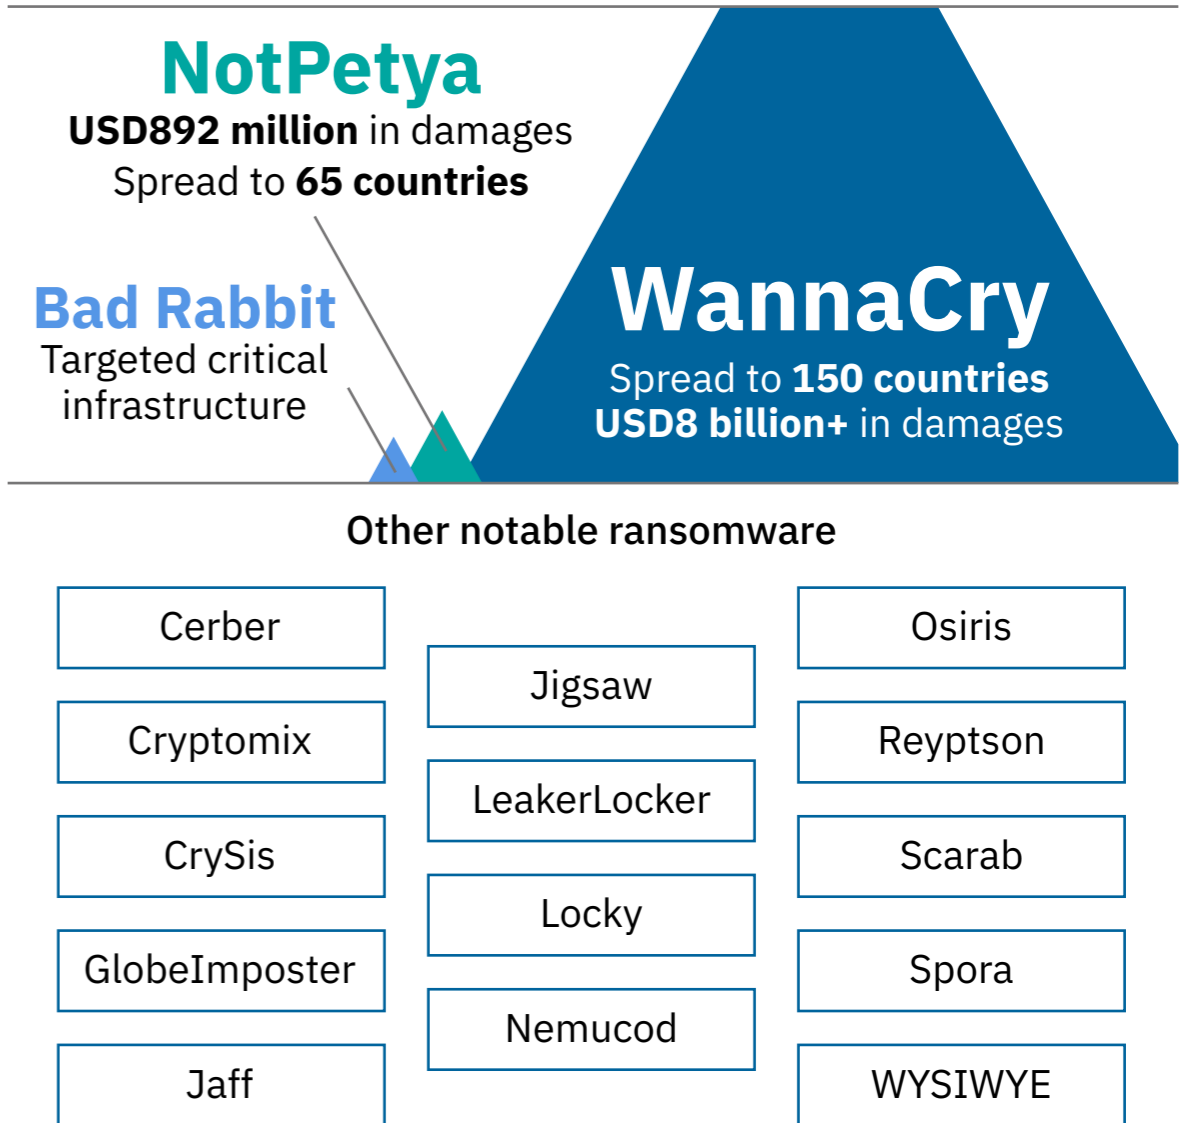 NotPetya
USD892 million in damages
Spread to 65 countries
Bad Rabbit
Targeted critical
infrastructure
WannaCry
Spread to 150 countries
USD8 billion+ in damages
Other notable ransomware
Cerber
Cryptomix
CrySis
GlobeImposter
Jaff
Jigsaw
LeakerLocker
Locky
Nemucod
Osiris
Reyptson
Scarab
Spora
WYSIWYE